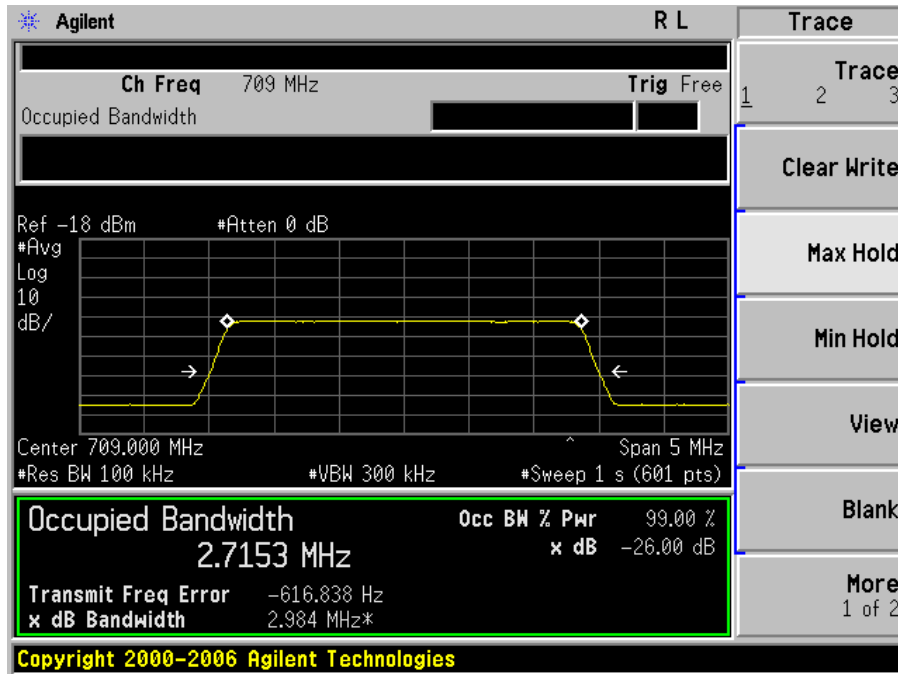 Agilent R L Trace
Ch Freq 709 MHz Trig Free
Occupied Bandwidth
Trace
1 2 3
Clear Write
Max Hold
Min Hold
View
Blank
More
1 of 2
Ref -18 dBm #Atten 0 dB
#Avg
Log
10
dB/
Center 709.000 MHz ^ Span 5 MHz
#Res BW 100 kHz #VBW 300 kHz #Sweep 1 s (601 pts)
Occupied Bandwidth Occ BW % Pwr 99.00 %
2.7153 MHz x dB -26.00 dB
Transmit Freq Error -616.838 Hz
x dB Bandwidth 2.984 MHz*
Copyright 2000-2006 Agilent Technologies